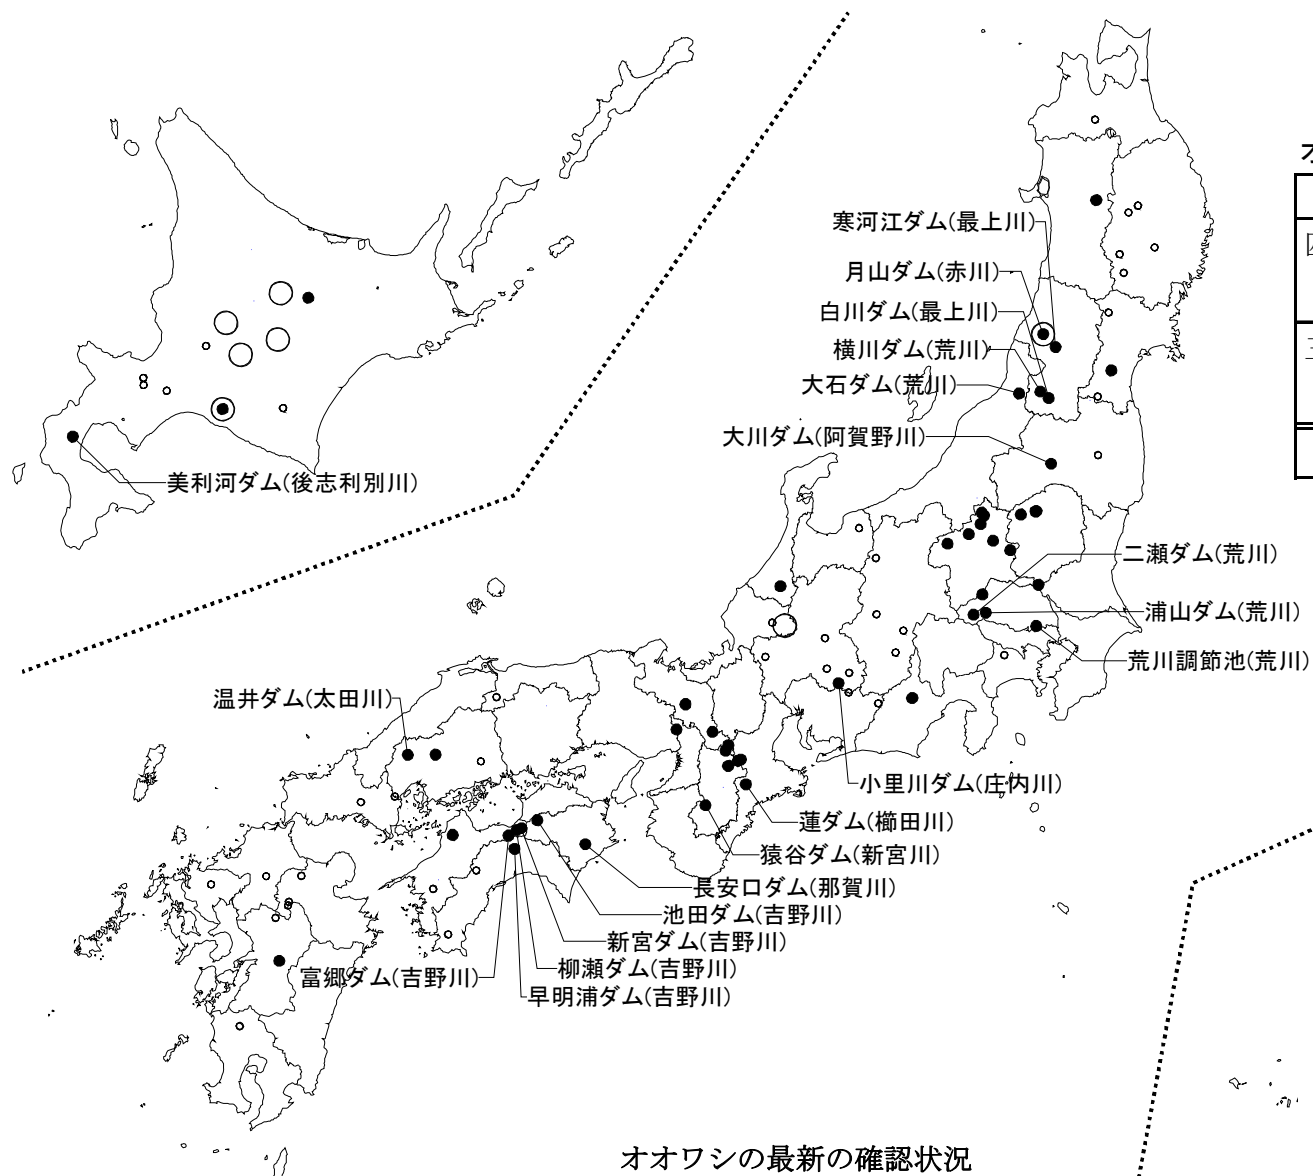 寒河江ダム(最上川)
月山ダム(赤川)
白川ダム(最上川)
横川ダム(荒川)
大石ダム(荒川)
大川ダム(阿賀野川)
美利河ダム(後志利別川)
二瀬ダム(荒川)
浦山ダム(荒川)
荒川調節池(荒川)
温井ダム(太田川)
小里川ダム(庄内川)
蓮ダム(櫛田川)
猿谷ダム(新宮川)
長安口ダム(那賀川)
池田ダム(吉野川)
新宮ダム(吉野川)
柳瀬ダム(吉野川)
富郷ダム(吉野川)
早明浦ダム(吉野川)
オオワシの最新の確認状況